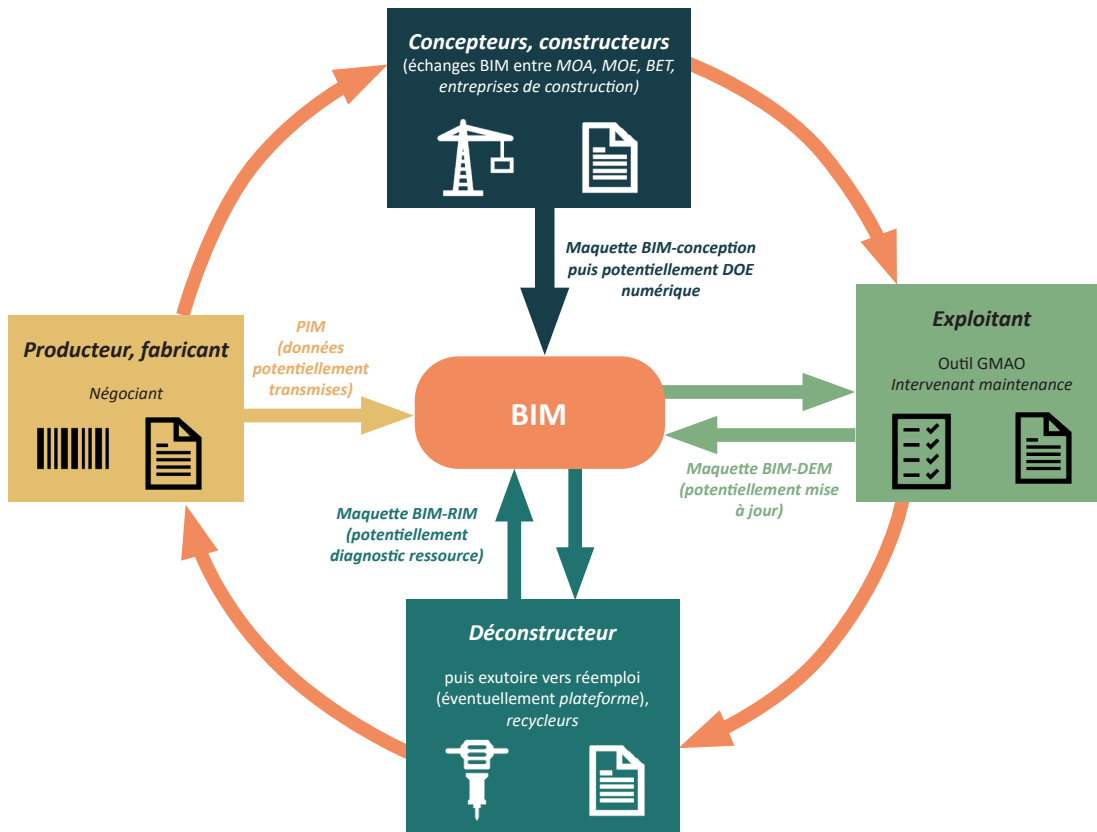 Concepteurs, constructeurs
(échanges BIM entre MOA, MOE, BET,
entreprises de construction)
Maquette BIM-conception
puis potentiellement DOE
numérique
Producteur, fabricant
Négociant
PIM
(données
potentiellement
transmises)
BIM
Exploitant
Outil GMAO
Intervenant maintenance
Maquette BIM-DEM
(potentiellement mise
à jour)
Maquette BIM-RIM
(potentiellement
diagnostic ressource)
Déconstructeur
puis exutoire vers réemploi
(éventuellement plateforme),
recycleurs